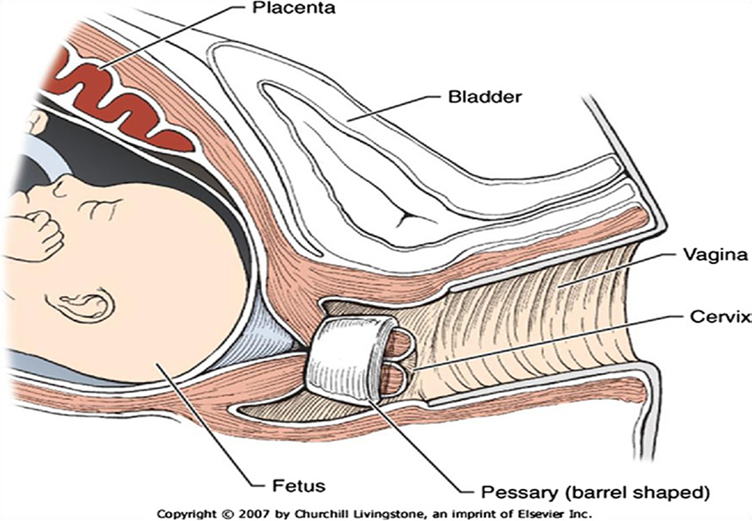 Placenta
Bladder
Vagina
Cervix
Fetus
Pessary (barrel shaped)
Copyright © 2007 by Churchill Livingstone, an imprint of Elsevier Inc.